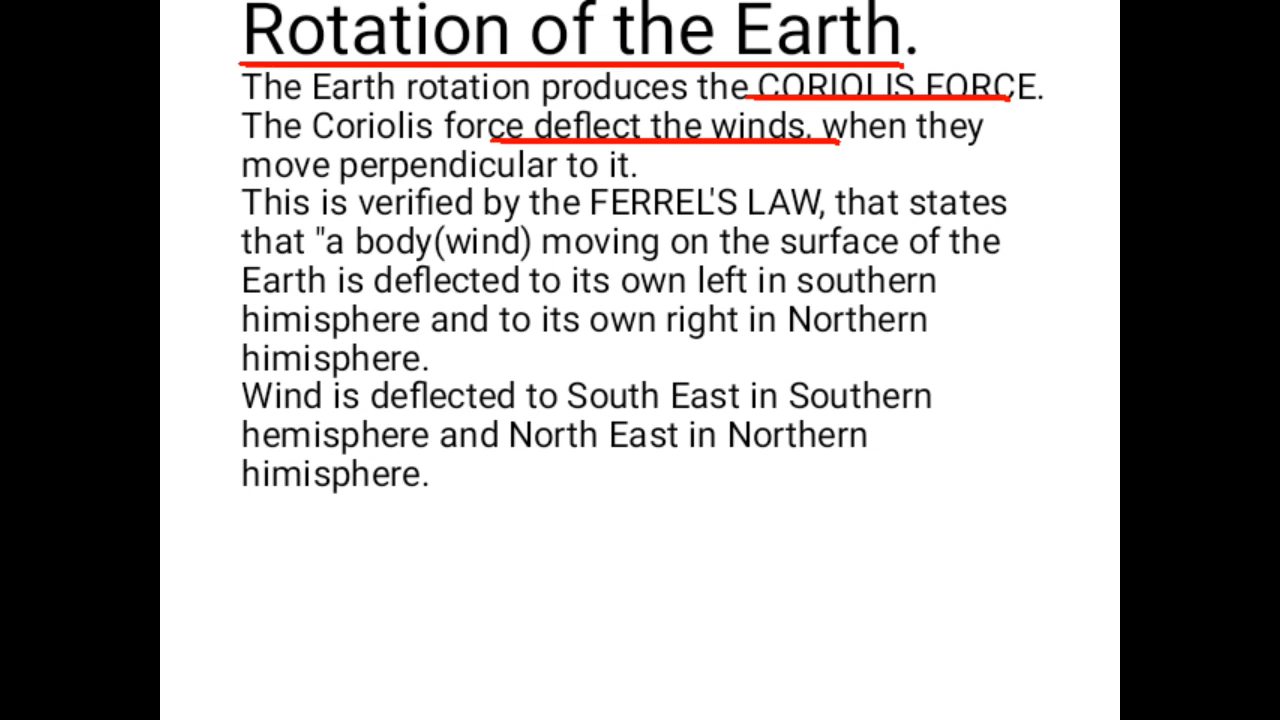 Rotation of the Earth.
The Earth rotation produces the CORIOLIS FORCE.
The Coriolis force deflect the winds. when they
move perpendicular to it.
This is verified by the FERREL'S LAW, that states
that "a body(wind) moving on the surface of the
Earth is deflected to its own left in southern
himisphere and to its own right in Northern
himisphere.
Wind is deflected to South East in Southern
hemisphere and North East in Northern
himisphere.